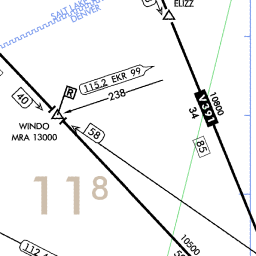 SALT LAKE
DENVER
ELIZZ
R
115.2 EKR 99
238
40
WINDO
MRA 13000
58
V391
10800
34
85
11 8
10500
112.4